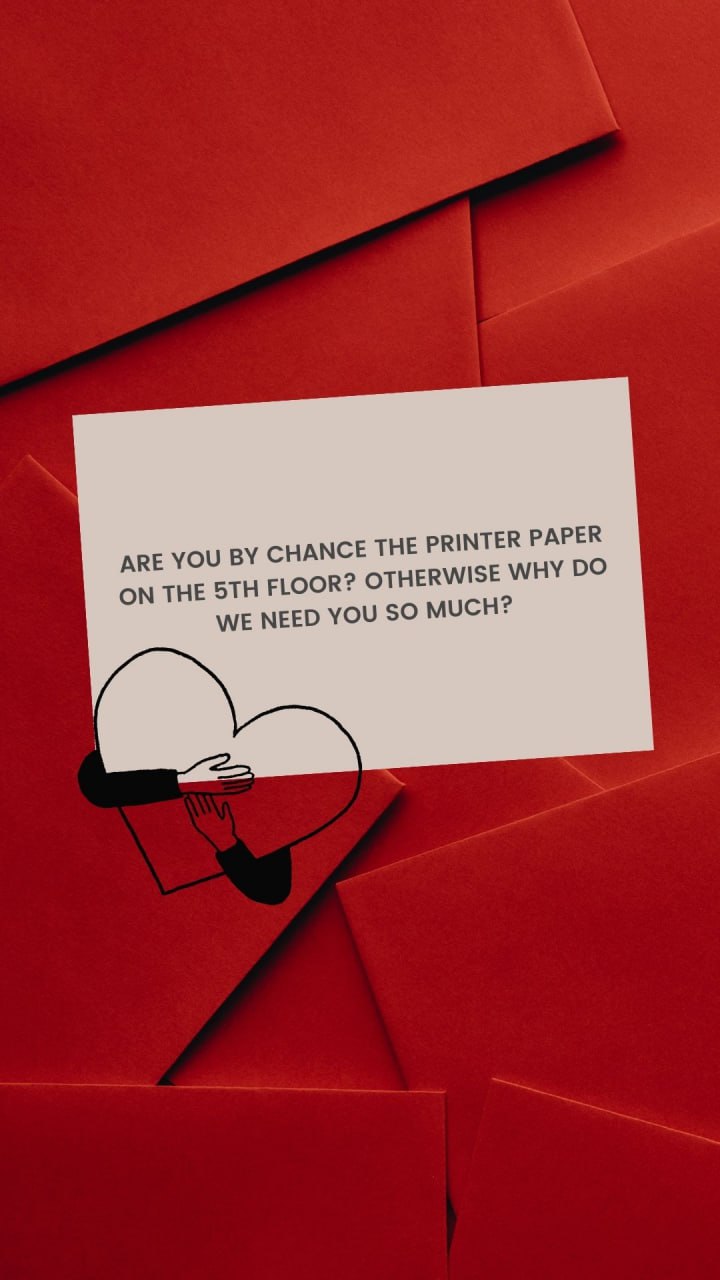 ARE YOU BY CHANCE THE PRINTER PAPER
ON THE 5TH FLOOR? OTHERWISE WHY DO
WE NEED YOU SO MUCH?